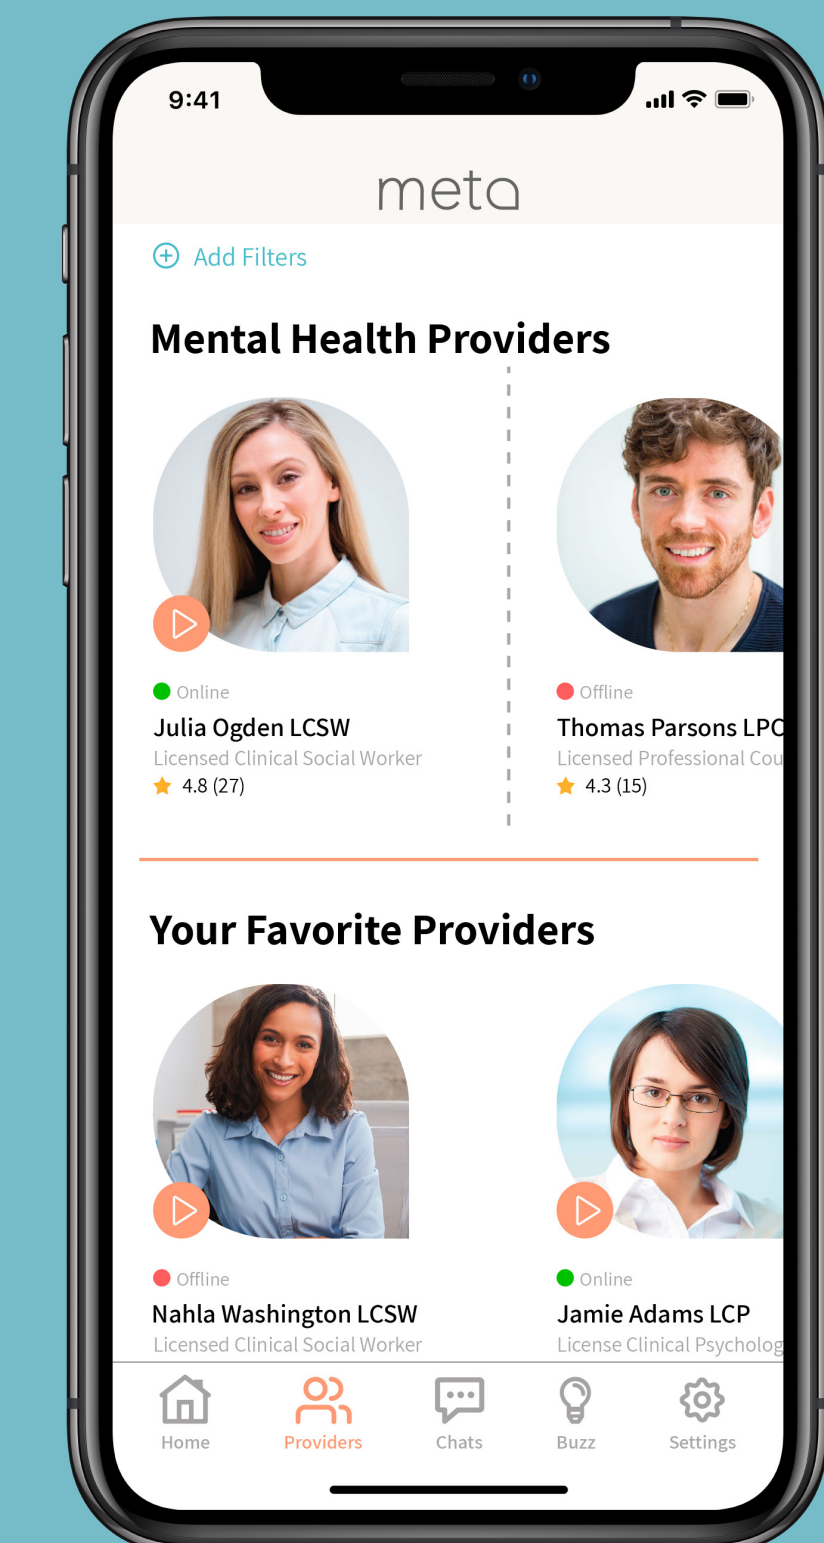 9:41
meta
Add Filters
Mental Health Providers
Online
Julia Ogden LCSW
Licensed Clinical Social Worker
4.8 (27)
Offline
Thomas Parsons LPC
Licensed Professional Cou
4.3 (15)
Your Favorite Providers
Offline
Nahla Washington LCSW
Licensed Clinical Social Worker
Online
Jamie Adams LCP
License Clinical Psycholog
Home
Providers
Chats
Buzz
Settings